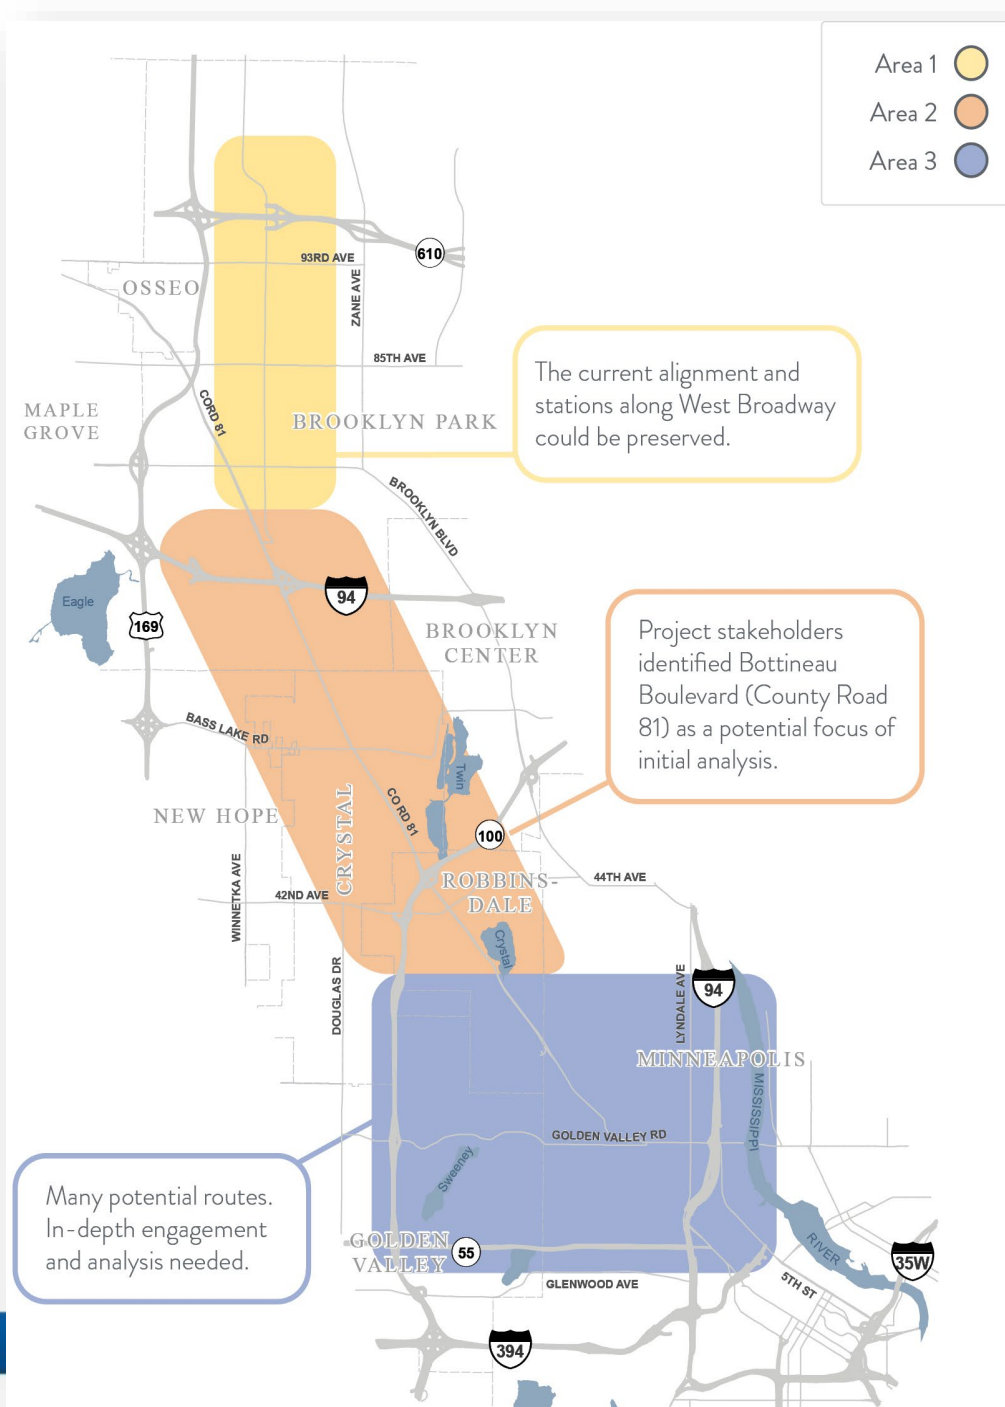 Area 1
Area 2
Area 3
610
93RD AVE
OSSEO
ZANE AVE
85TH AVE
The current alignment and
stations along West Broadway
could be preserved.
MAPLE
GROVE
CORD 81
BROOKLYN PARK
BROOKLYN BLVD
94
Eagle
169
BROOKLYN
CENTER
Project stakeholders
identified Bottineau
Boulevard (County Road
81) as a potential focus of
initial analysis.
BASS LAKE RD
Twin
NEW HOPE
CRYSTAL
CO RD 81
100
WINNETKA AVE
42ND AVE
ROBBINS-
DALE
44TH AVE
Crystal
DOUGLAS DR
LYNDALE AVE
94
MINNEAPOLIS
MISSISSIPPI
GOLDEN VALLEY RD
Sweeney
Many potential routes.
In-depth engagement
and analysis needed.
GOLDEN
VALLEY
55
RIVER
35W
GLENWOOD AVE
5TH ST
394